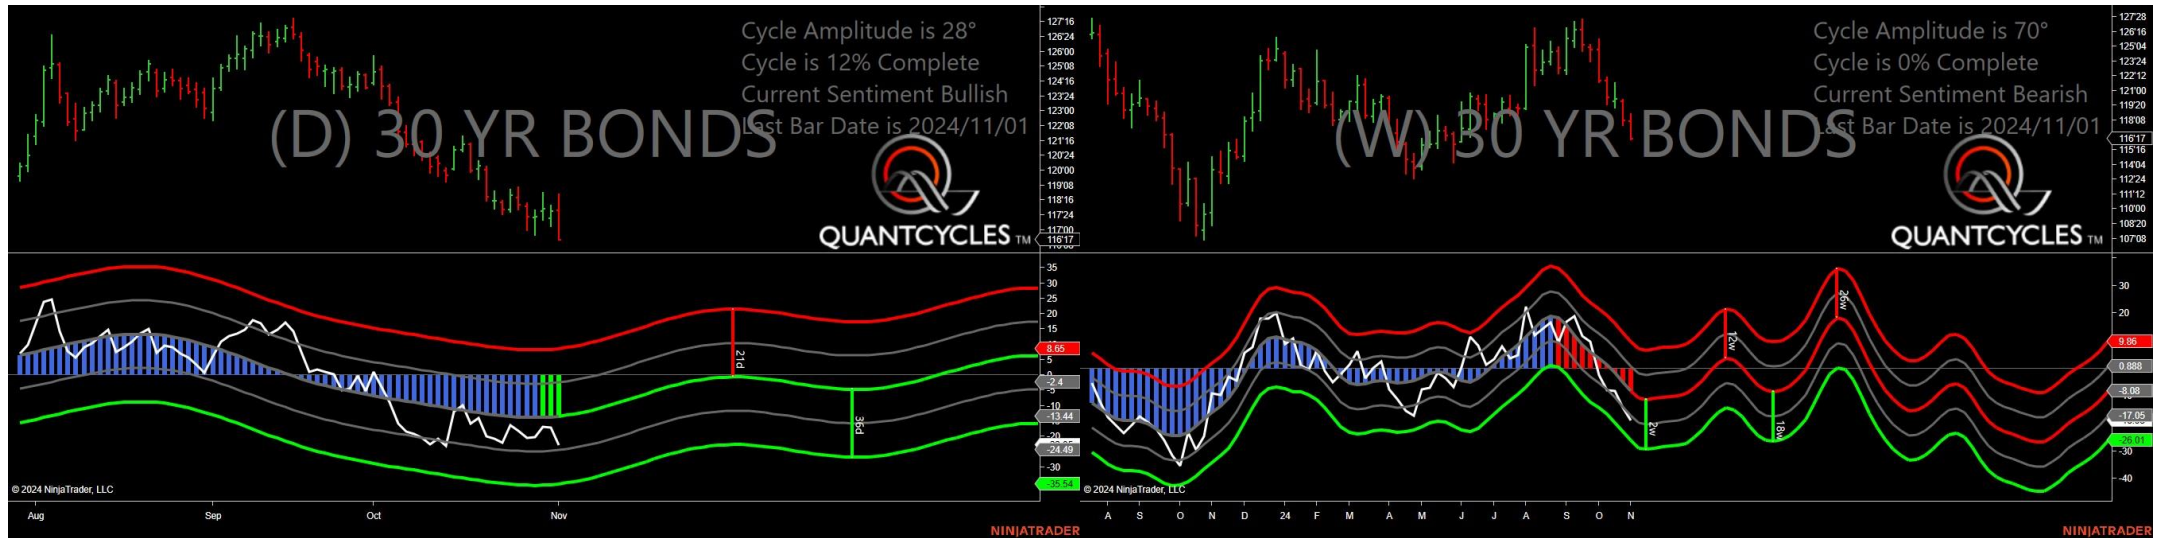 Cycle Amplitude is 28°
Cycle is 12% Complete
Current Sentiment Bullish
Last Bar Date is 2024/11/01
(D) 30 YR BONDS
QUANTCYCLES TM
127'16
126'24
126'00
125'08
124'16
123'24
123'00
122'08
121'16
120'24
120'00
119'08
118'16
117'24
117'00
116'17
35
30
25
20
15
8.65
5
-2.4
-10
-13.44
-20
-24.49
-30
-35.54
21d
36d
© 2024 NinjaTrader, LLC
Aug Sep Oct Nov
NINJATRADER
Cycle Amplitude is 70°
Cycle is 0% Complete
Current Sentiment Bearish
Last Bar Date is 2024/11/01
(W) 30 YR BONDS
QUANTCYCLES TM
127'28
126'16
125'04
123'24
122'12
121'00
119'20
118'08
116'17
115'16
114'04
112'24
111'12
110'00
108'20
107'08
30
20
9.86
0.888
-8.08
-17.05
-26.01
-30
-40
2w
12w
18w
26w
© 2024 NinjaTrader, LLC
A S O N D 24 F M A M J J A S O N
NINJATRADER